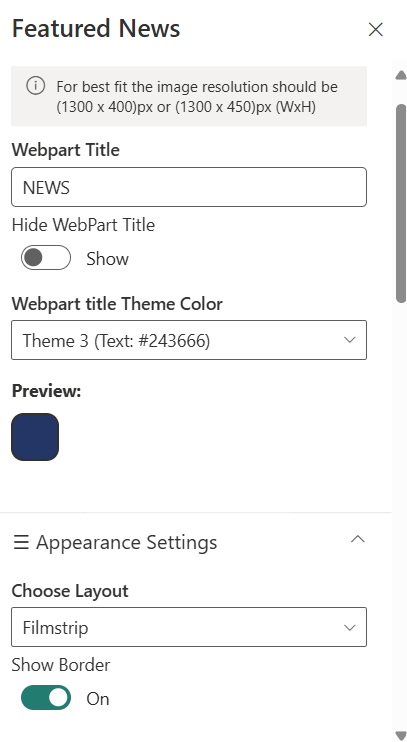 Featured News
For best fit the image resolution should be
(1300 x 400)px or (1300 x 450)px (WxH)
Webpart Title
NEWS
Hide WebPart Title
Show
Webpart title Theme Color
Theme 3 (Text: #243666)
Preview:
Appearance Settings
Choose Layout
Filmstrip
Show Border
On